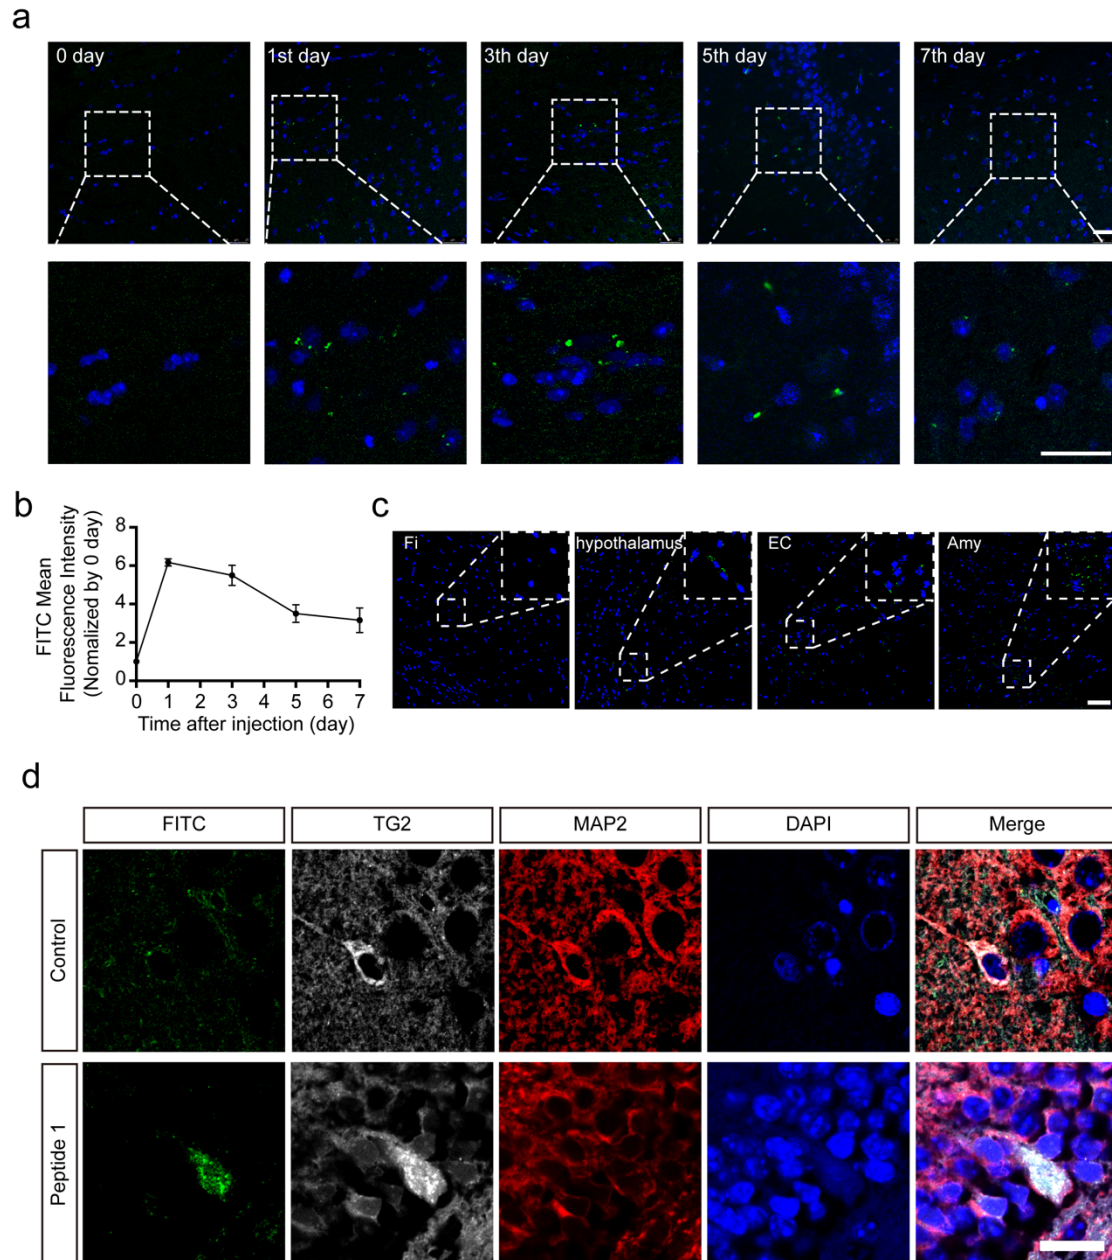 a
0 day
1st day
3th day
5th day
7th day
b
FITC Mean
Fluorescence Intensity
(Nomalized by 0 day)
8
6
4
2
0
0 1 2 3 4 5 6 7
Time after injection (day)
c
Fi
hypothalamus
EC
Amy
d
FITC
TG2
MAP2
DAPI
Merge
Control
Peptide 1